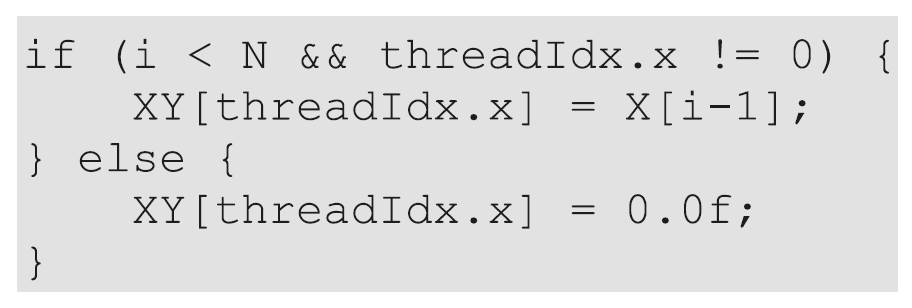 if (i < N && threadIdx.x != 0) {
    XY[threadIdx.x] = X[i-1];
} else {
    XY[threadIdx.x] = 0.0f;
}